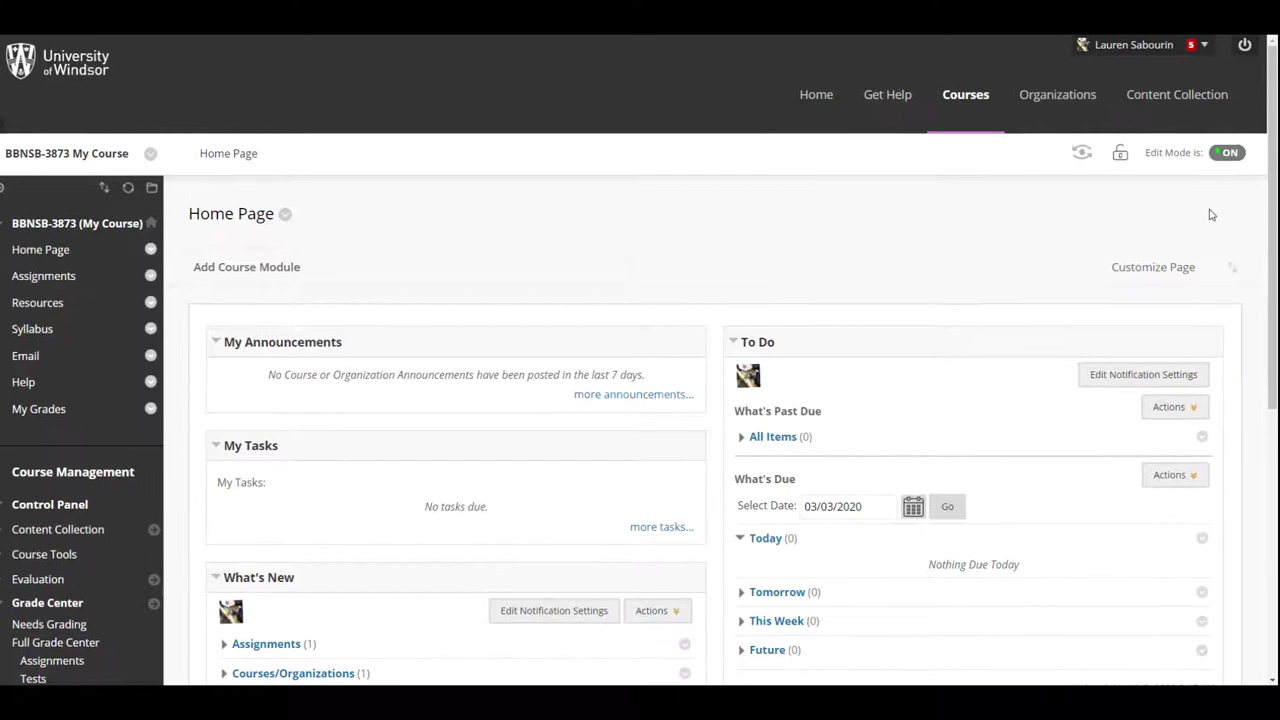 University
of Windsor
Lauren Sabourin 5
Home Get Help Courses Organizations Content Collection
BBNSB-3873 My Course
Home Page
Edit Mode is: ON
BBNSB-3873 (My Course)
Home Page
Assignments
Resources
Syllabus
Email
Help
My Grades
Course Management
Control Panel
Content Collection
Course Tools
Evaluation
Grade Center
Needs Grading
Full Grade Center
Assignments
Tests
Home Page
Add Course Module
Customize Page
My Announcements
No Course or Organization Announcements have been posted in the last 7 days.
more announcements...
My Tasks
My Tasks:
No tasks due.
more tasks...
What's New
Edit Notification Settings Actions
Assignments (1)
Courses/Organizations (1)
To Do
Edit Notification Settings
What's Past Due
Actions
All Items (0)
What's Due
Actions
Select Date: 03/03/2020 Go
Today (0)
Nothing Due Today
Tomorrow (0)
This Week (0)
Future (0)